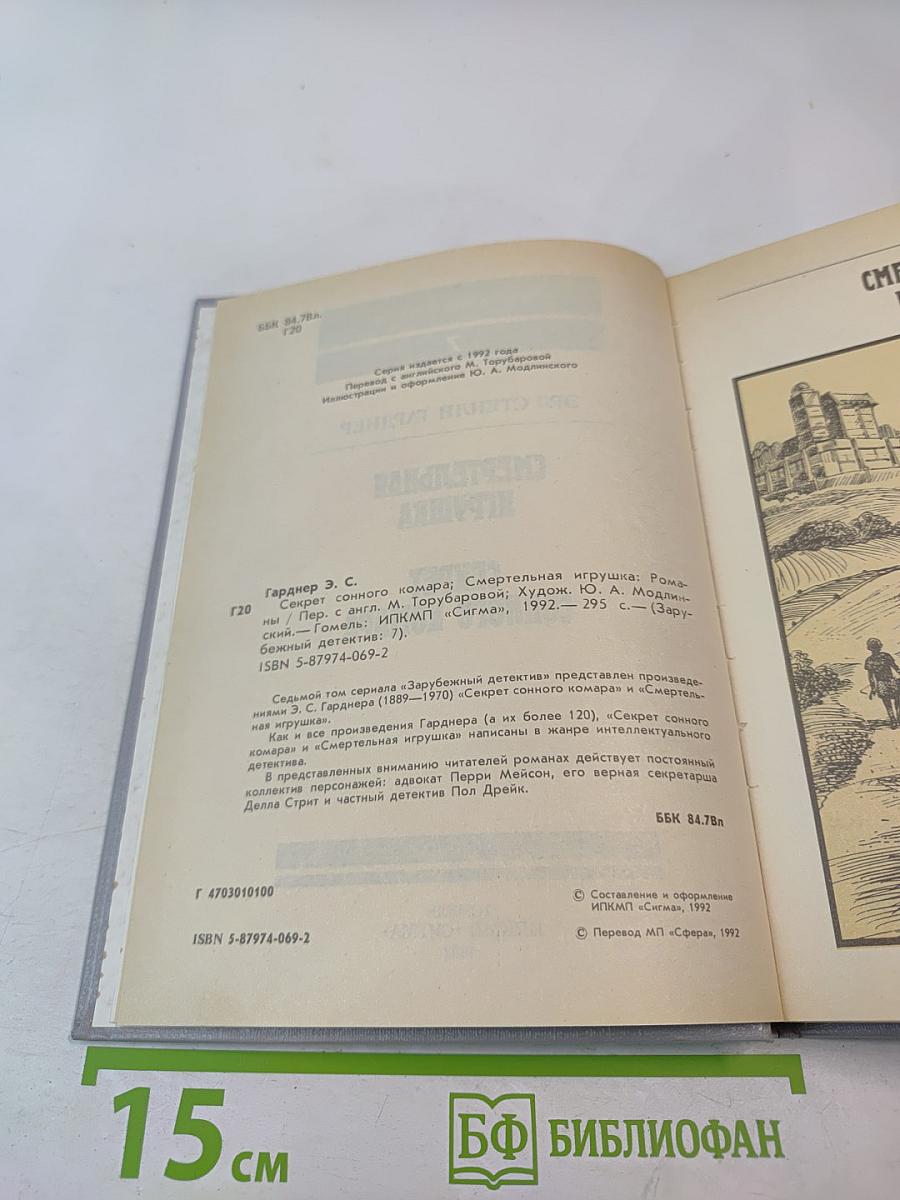 ББК 84.7Вл.
Г20
Серия издается с 1992 года
Перевод с английского М. Торубаровой
Иллюстрации и оформление Ю. А. Модлинского
Гарднер Э. С.
Г20 Секрет сонного комара; Смертельная игрушка: Рома-
ны / Пер. с англ. М. Торубаровой; Худож. Ю. А. Модлин-
ский.— Гомель: ИПКМП «Сигма», 1992.— 295 с.— (Зару-
бежный детектив: 7).
ISBN 5-87974-069-2
Седьмой том сериала «Зарубежный детектив» представлен произведе-
ниями Э. С. Гарднера (1889—1970) «Секрет сонного комара» и «Смертель-
ная игрушка».
Как и все произведения Гарднера (а их более 120), «Секрет сонного
комара» и «Смертельная игрушка» написаны в жанре интеллектуального
детектива.
В представленных вниманию читателей романах действует постоянный
коллектив персонажей: адвокат Перри Мейсон, его верная секретарша
Делла Стрит и частный детектив Пол Дрейк.
ББК 84.7Вл
Г 4703010100
© Составление и оформление
ИПКМП «Сигма», 1992
ISBN 5-87974-069-2
© Перевод МП «Сфера», 1992
СМЕ
15 см
БФ БИБЛИОФАН